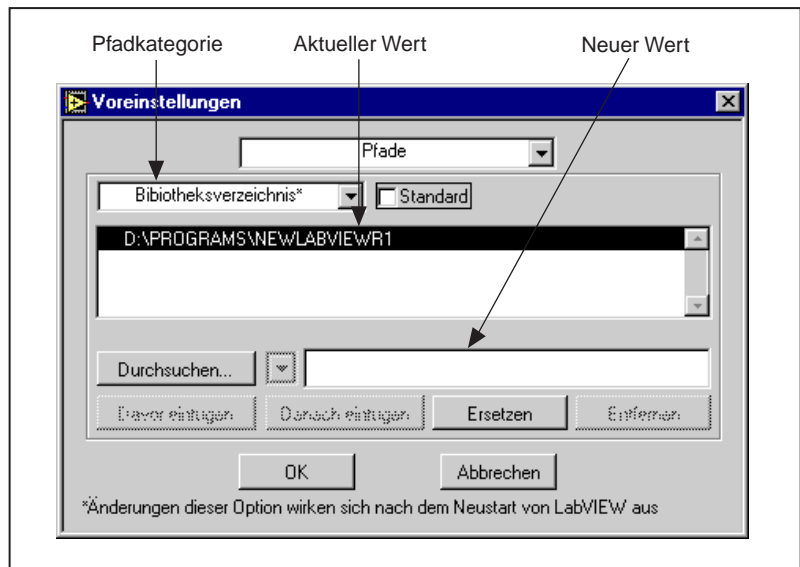 Pfadkategorie Aktueller Wert Neuer Wert
Voreinstellungen
Pfade
Bibiotheksverzeichnis* Standard
D:\PROGRAMS\NEWLABVIEWR1
Durchsuchen...
Davor einfügen Danach einfügen Ersetzen Entfernen
OK Abbrechen
*Änderungen dieser Option wirken sich nach dem Neustart von LabVIEW aus